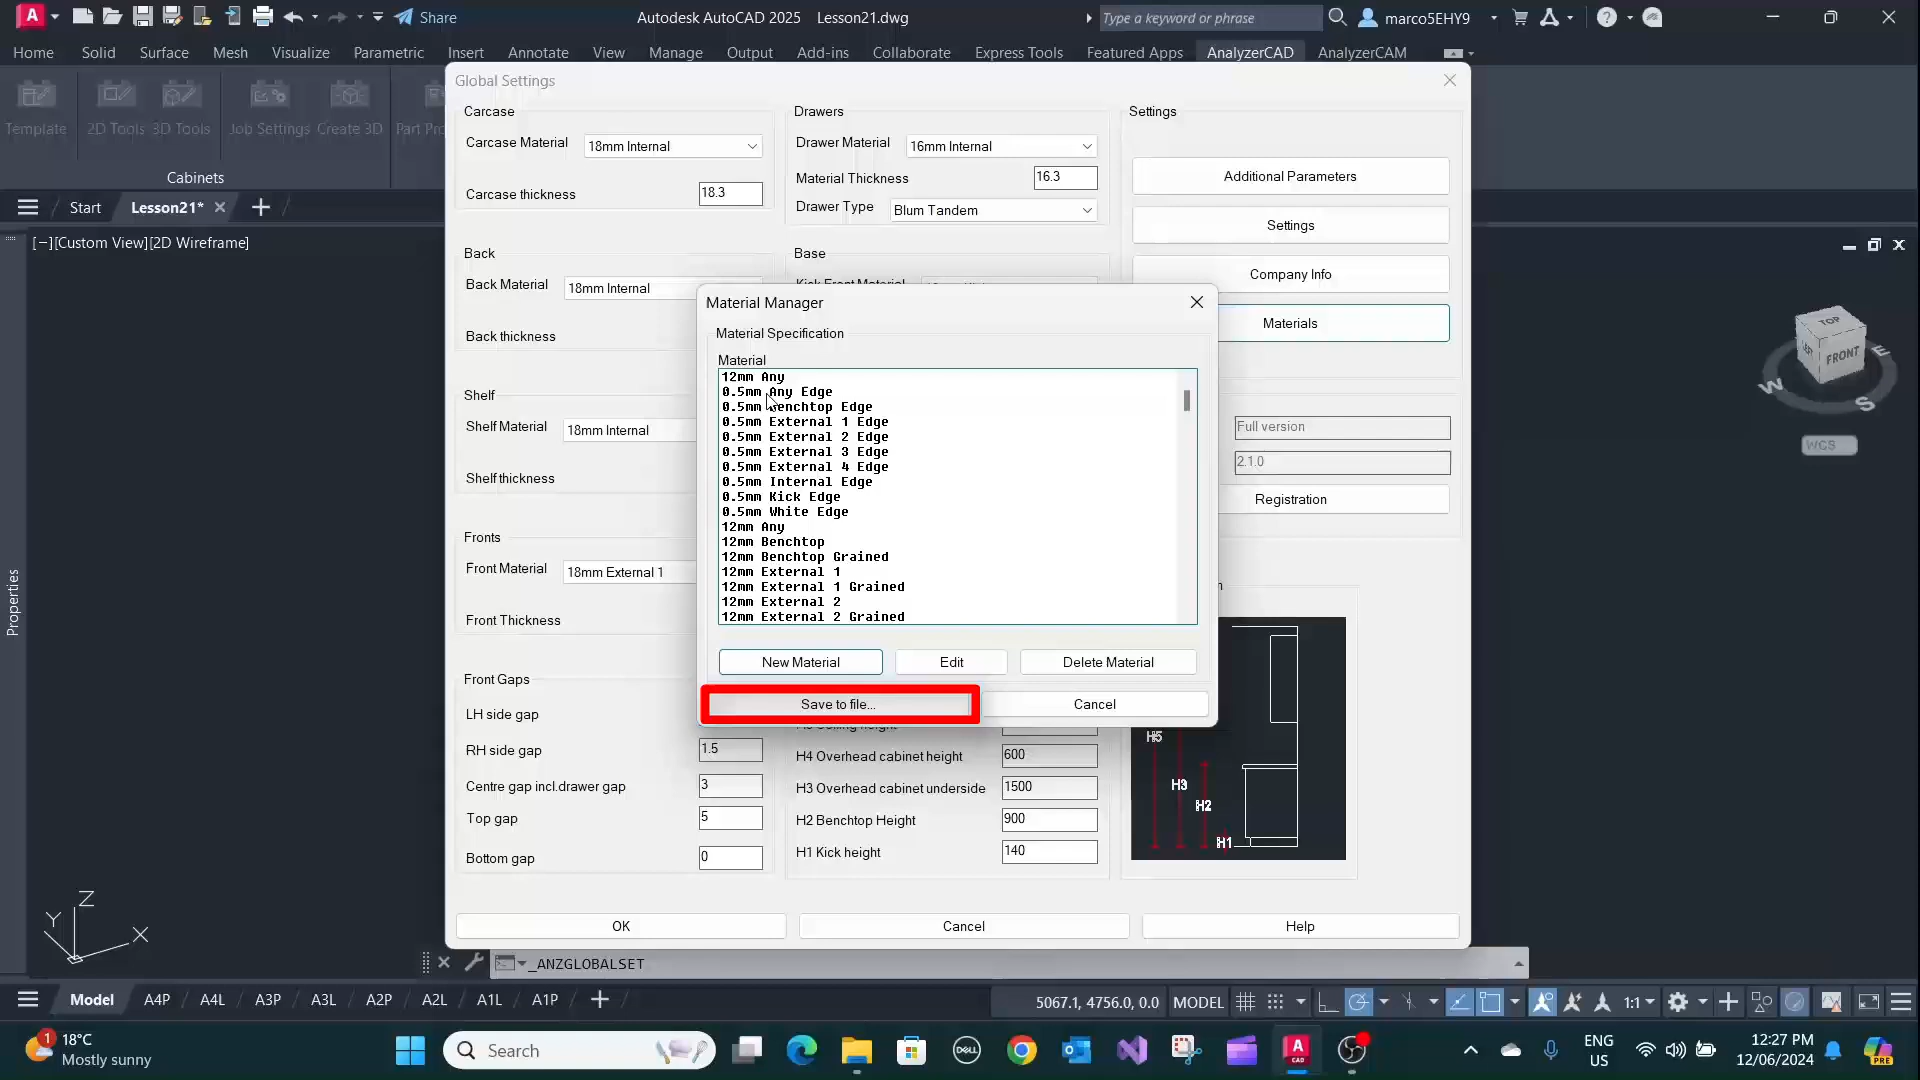 Share
Autodesk AutoCAD 2025 Lesson21.dwg
Type a keyword or phrase
marco5EHY9
Home Solid Surface Mesh Visualize Parametric Insert Annotate View Manage Output Add-ins Collaborate Express Tools Featured Apps AnalyzerCAD AnalyzerCAM
Template 2D Tools 3D Tools Job Settings Create 3D Part Pro
Cabinets
Start Lesson21*
[−][Custom View][2D Wireframe]
Properties
Global Settings
Carcase
Carcase Material 18mm Internal
Carcase thickness 18.3
Back
Back Material 18mm Internal
Back thickness
Shelf
Shelf Material 18mm Internal
Shelf thickness
Fronts
Front Material 18mm External 1
Front Thickness
Front Gaps
LH side gap
RH side gap 1.5
Centre gap incl.drawer gap 3
Top gap 5
Bottom gap 0
Drawers
Drawer Material 16mm Internal
Material Thickness 16.3
Drawer Type Blum Tandem
Base
Kick Front Material
H4 Overhead cabinet height 600
H3 Overhead cabinet underside 1500
H2 Benchtop Height 900
H1 Kick height 140
Settings
Additional Parameters
Settings
Company Info
Materials
Full version
2.1.0
Registration
H5
H3
H2
H1
OK Cancel Help
Material Manager
Material Specification
Material
12mm Any
0.5mm Any Edge
0.5mm Benchtop Edge
0.5mm External 1 Edge
0.5mm External 2 Edge
0.5mm External 3 Edge
0.5mm External 4 Edge
0.5mm Internal Edge
0.5mm Kick Edge
0.5mm White Edge
12mm Any
12mm Benchtop
12mm Benchtop Grained
12mm External 1
12mm External 1 Grained
12mm External 2
12mm External 2 Grained
New Material Edit Delete Material
Save to file... Cancel
TOP
LEFT FRONT
W S E
WCS
Z
Y
X
_ANZGLOBALSET
Model A4P A4L A3P A3L A2P A2L A1L A1P
5067.1, 4756.0, 0.0 MODEL 1:1
1
18°C
Mostly sunny
Search
DELL
A
CAD
ENG
US
12:27 PM
12/06/2024
PRE